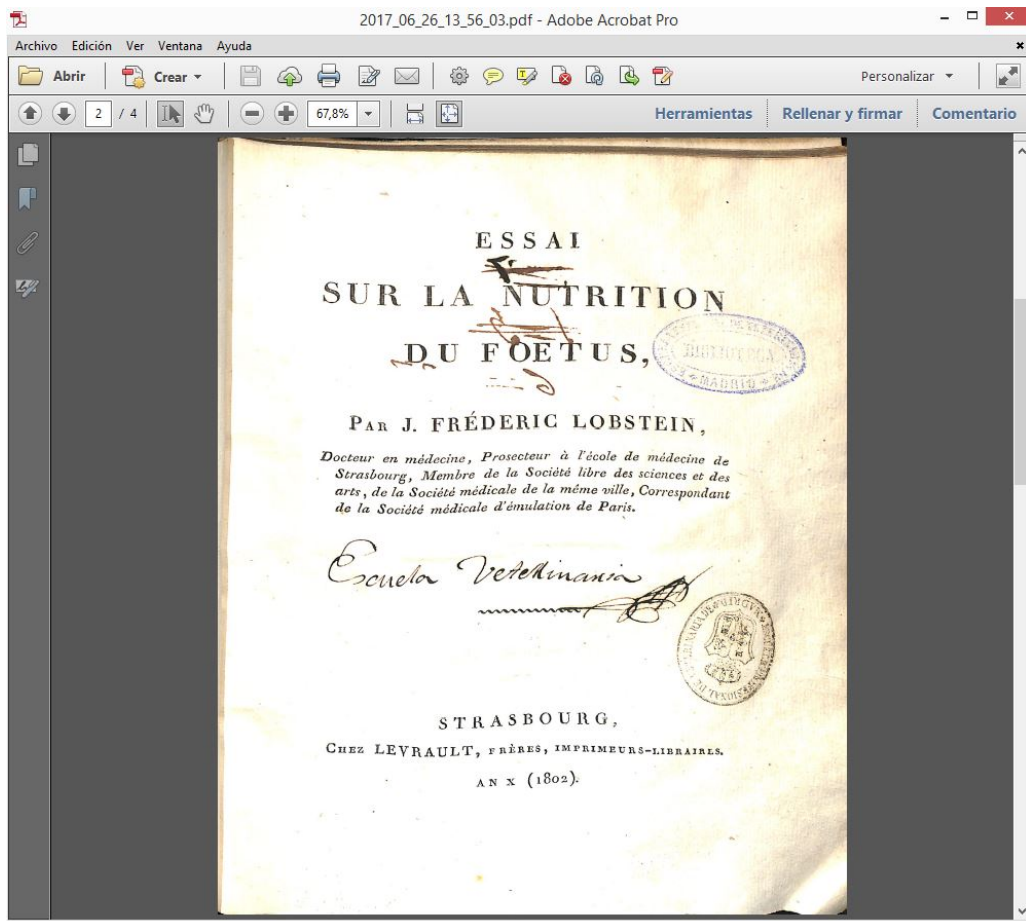 2017_06_26_13_56_03.pdf - Adobe Acrobat Pro
Archivo Edición Ver Ventana Ayuda
Abrir Crear Personalizar
2 / 4 67,8% Herramientas Rellenar y firmar Comentario
ESSAI
SUR LA NUTRITION
DU FOETUS,
BIBLIOTECA
MADRID
PAR J. FRÉDERIC LOBSTEIN,
Docteur en médecine, Prosecteur à l'école de médecine de
Strasbourg, Membre de la Société libre des sciences et des
arts, de la Société médicale de la même ville, Correspondant
de la Société médicale d'émulation de Paris.
Escuela Veterinaria
STRASBOURG,
CHEZ LEVRAULT, FRÈRES, IMPRIMEURS-LIBRAIRES.
AN X (1802).